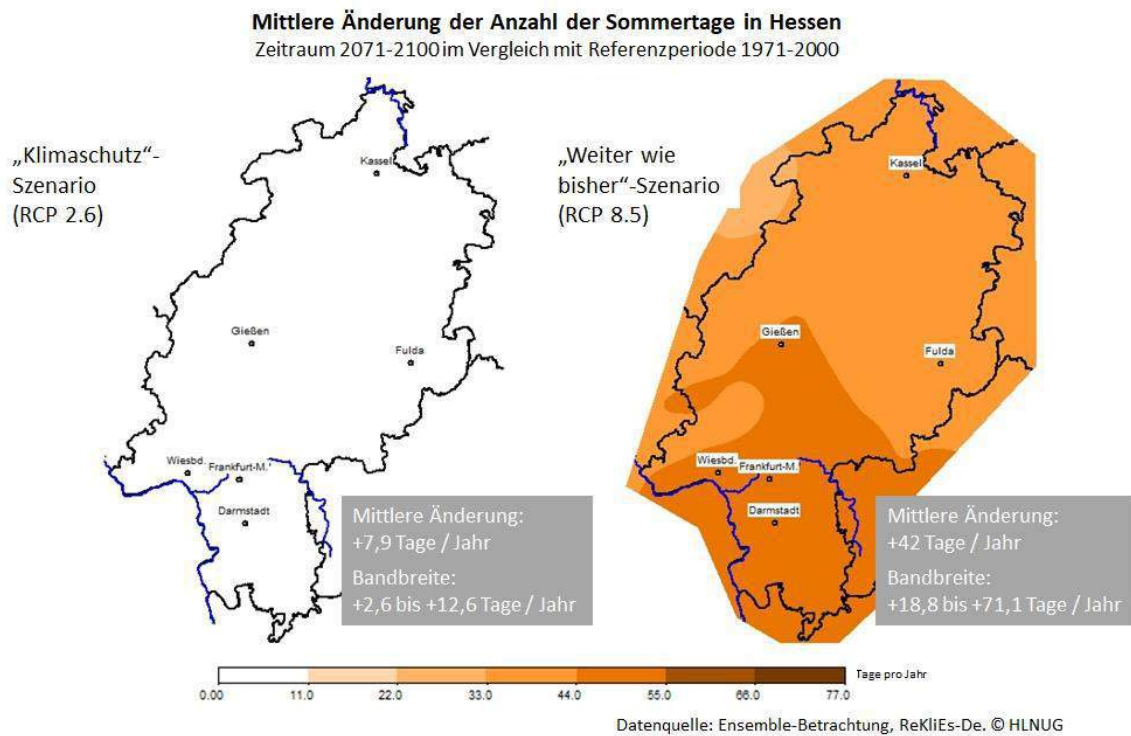 Mittlere Änderung der Anzahl der Sommertage in Hessen
Zeitraum 2071-2100 im Vergleich mit Referenzperiode 1971-2000
„Klimaschutz“-
Szenario
(RCP 2.6)
Kassel
Gießen
Fulda
Wiesbd.
Frankfurt-M.
Darmstadt
Mittlere Änderung:
+7,9 Tage / Jahr
Bandbreite:
+2,6 bis +12,6 Tage / Jahr
„Weiter wie
bisher“-Szenario
(RCP 8.5)
Kassel
Gießen
Fulda
Wiesbd.
Frankfurt-M.
Darmstadt
Mittlere Änderung:
+42 Tage / Jahr
Bandbreite:
+18,8 bis +71,1 Tage / Jahr
Tage pro Jahr
0.00 11.0 22.0 33.0 44.0 55.0 66.0 77.0
Datenquelle: Ensemble-Betrachtung, ReKliEs-De. © HLNUG